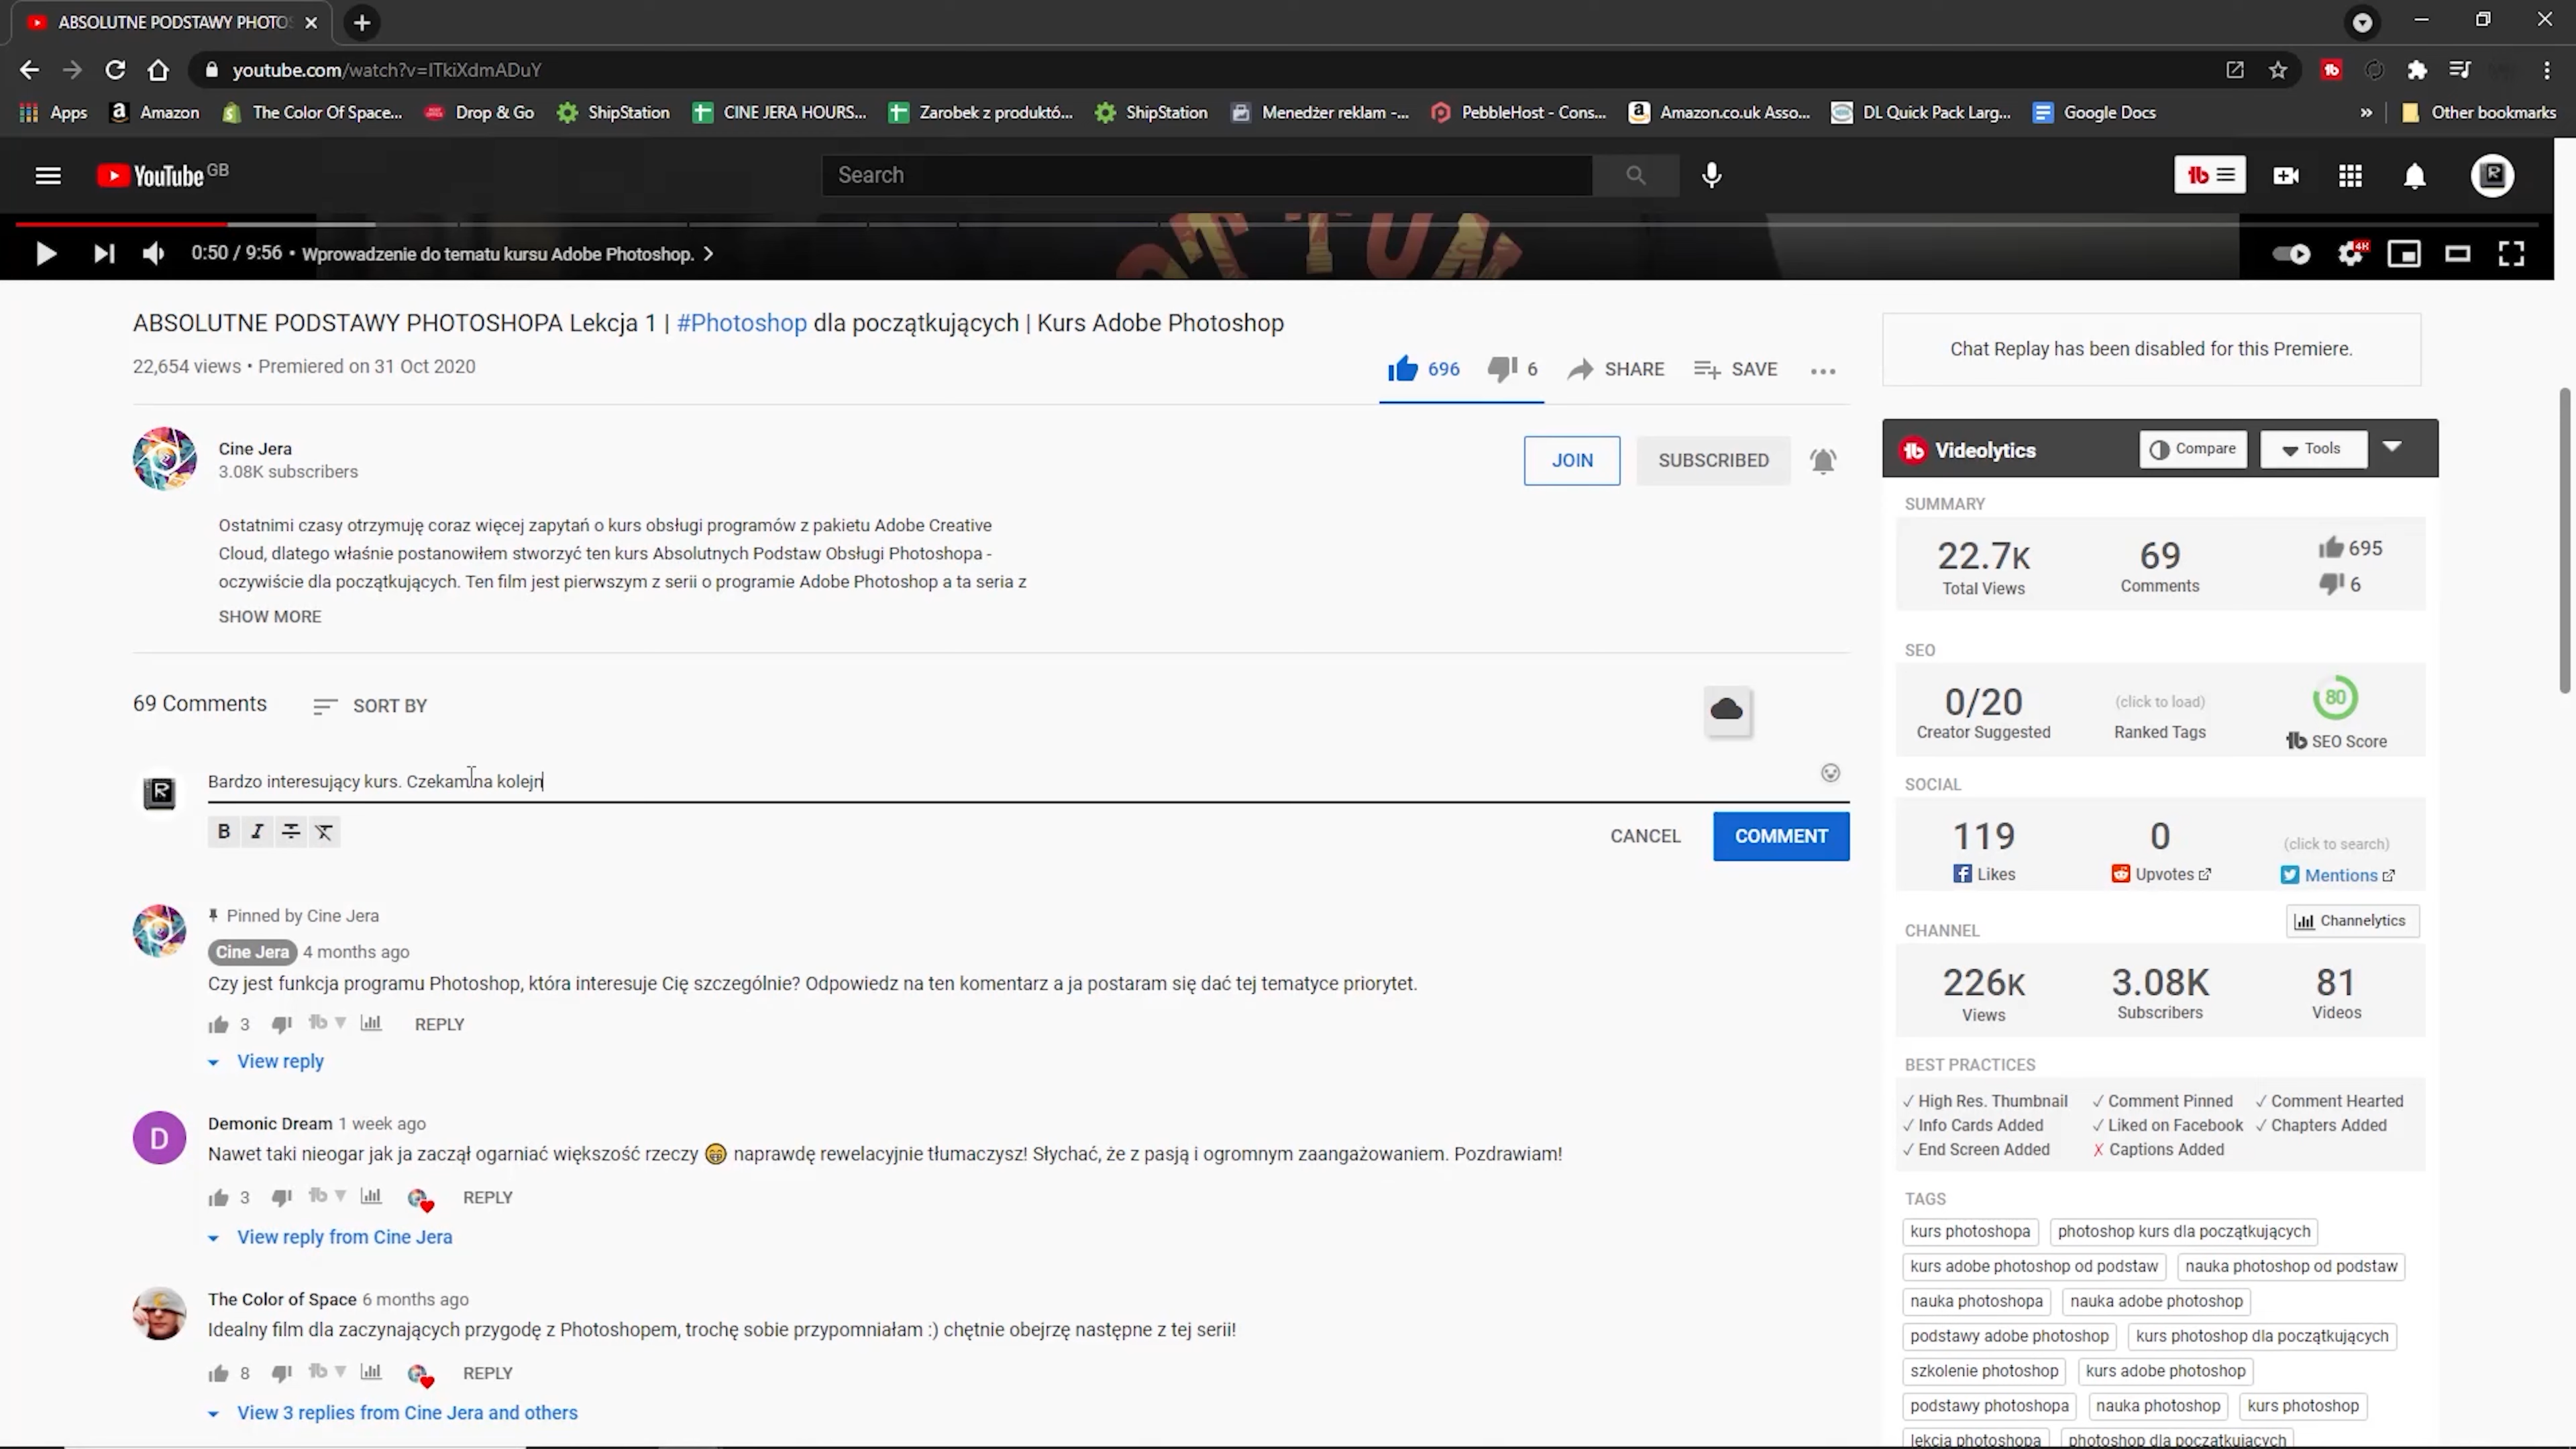 ABSOLUTNE PODSTAWY PHOTOS
youtube.com/watch?v=ITkiXdmADuY
Apps
Amazon
The Color Of Space...
Drop & Go
ShipStation
CINE JERA HOURS...
Zarobek z produktó...
ShipStation
Menedżer reklam -...
PebbleHost - Cons...
Amazon.co.uk Asso...
DL Quick Pack Larg...
Google Docs
»
Other bookmarks
YouTube GB
Search
0:50 / 9:56 • Wprowadzenie do tematu kursu Adobe Photoshop.
4K
ABSOLUTNE PODSTAWY PHOTOSHOPA Lekcja 1 | #Photoshop dla początkujących | Kurs Adobe Photoshop
22,654 views • Premiered on 31 Oct 2020
696
6
SHARE
SAVE
Cine Jera
3.08K subscribers
JOIN
SUBSCRIBED
Ostatnimi czasy otrzymuję coraz więcej zapytań o kurs obsługi programów z pakietu Adobe Creative
Cloud, dlatego właśnie postanowiłem stworzyć ten kurs Absolutnych Podstaw Obsługi Photoshopa -
oczywiście dla początkujących. Ten film jest pierwszym z serii o programie Adobe Photoshop a ta seria z
SHOW MORE
69 Comments
SORT BY
Bardzo interesujący kurs. Czekam na kolejn
B I
CANCEL
COMMENT
Pinned by Cine Jera
Cine Jera 4 months ago
Czy jest funkcja programu Photoshop, która interesuje Cię szczególnie? Odpowiedz na ten komentarz a ja postaram się dać tej tematyce priorytet.
3
REPLY
View reply
D
Demonic Dream 1 week ago
Nawet taki nieogar jak ja zaczął ogarniać większość rzeczy 😁 naprawdę rewelacyjnie tłumaczysz! Słychać, że z pasją i ogromnym zaangażowaniem. Pozdrawiam!
3
REPLY
View reply from Cine Jera
The Color of Space 6 months ago
Idealny film dla zaczynających przygodę z Photoshopem, trochę sobie przypomniałam :) chętnie obejrzę następne z tej serii!
8
REPLY
View 3 replies from Cine Jera and others
Chat Replay has been disabled for this Premiere.
Videolytics
Compare
Tools
SUMMARY
22.7K
Total Views
69
Comments
695
6
SEO
0/20
Creator Suggested
(click to load)
Ranked Tags
80
SEO Score
SOCIAL
119
Likes
0
Upvotes
(click to search)
Mentions
Channelytics
CHANNEL
226K
Views
3.08K
Subscribers
81
Videos
BEST PRACTICES
✓ High Res. Thumbnail ✓ Comment Pinned ✓ Comment Hearted
✓ Info Cards Added ✓ Liked on Facebook ✓ Chapters Added
✓ End Screen Added ✗ Captions Added
TAGS
kurs photoshopa
photoshop kurs dla początkujących
kurs adobe photoshop od podstaw
nauka photoshop od podstaw
nauka photoshopa
nauka adobe photoshop
podstawy adobe photoshop
kurs photoshop dla początkujących
szkolenie photoshop
kurs adobe photoshop
podstawy photoshopa
nauka photoshop
kurs photoshop
lekcja photoshopa
photoshop dla początkujących